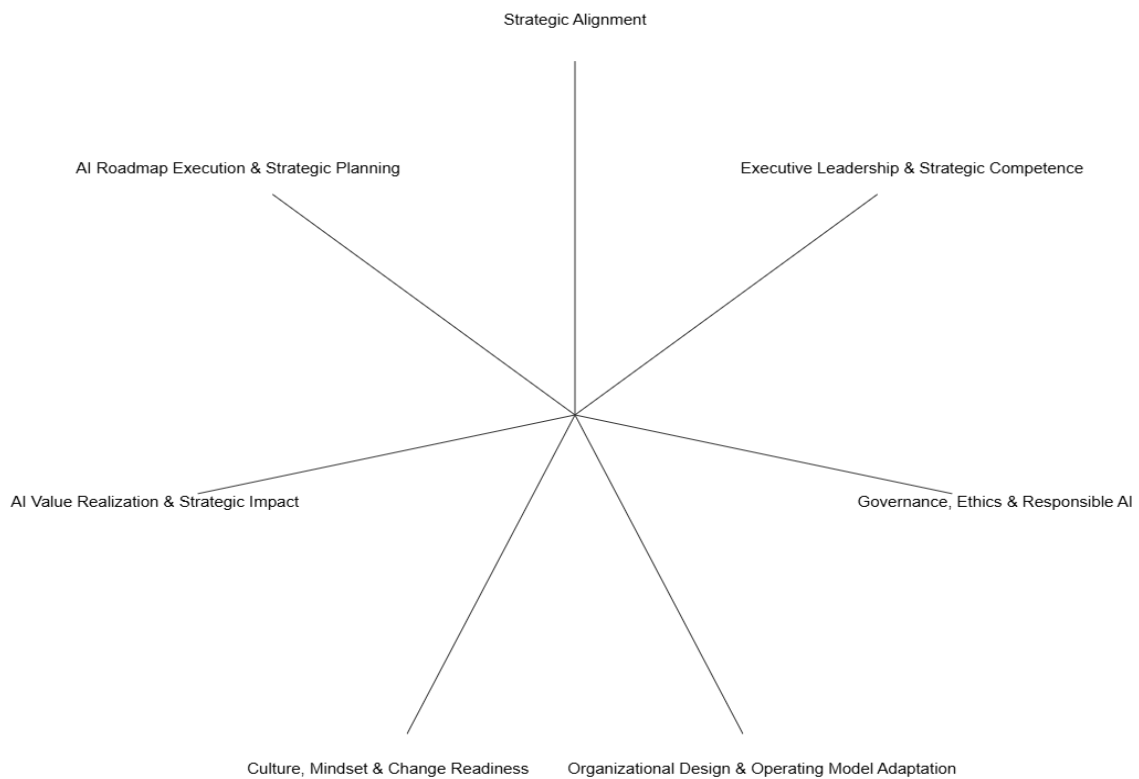 Strategic Alignment
AI Roadmap Execution & Strategic Planning
Executive Leadership & Strategic Competence
AI Value Realization & Strategic Impact
Governance, Ethics & Responsible AI
Culture, Mindset & Change Readiness
Organizational Design & Operating Model Adaptation